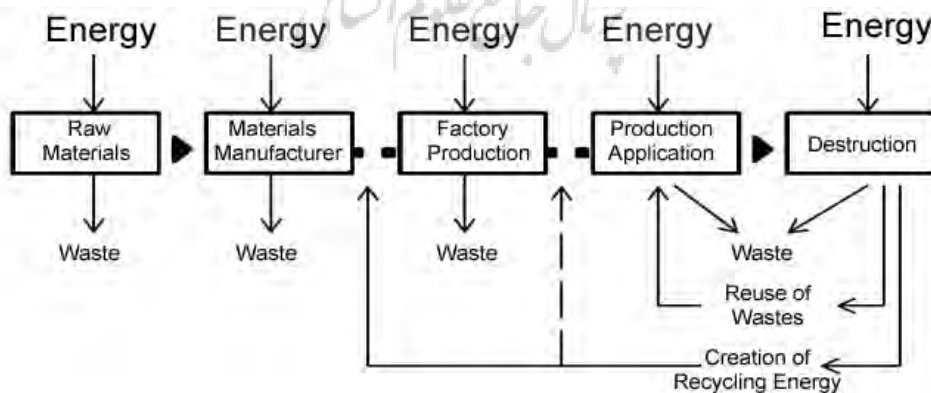 Energy
Energy
Energy
Energy
Energy
Raw
Materials
Materials
Manufacturer
Factory
Production
Production
Application
Destruction
Waste
Waste
Waste
Waste
Reuse of
Wastes
Creation of
Recycling Energy